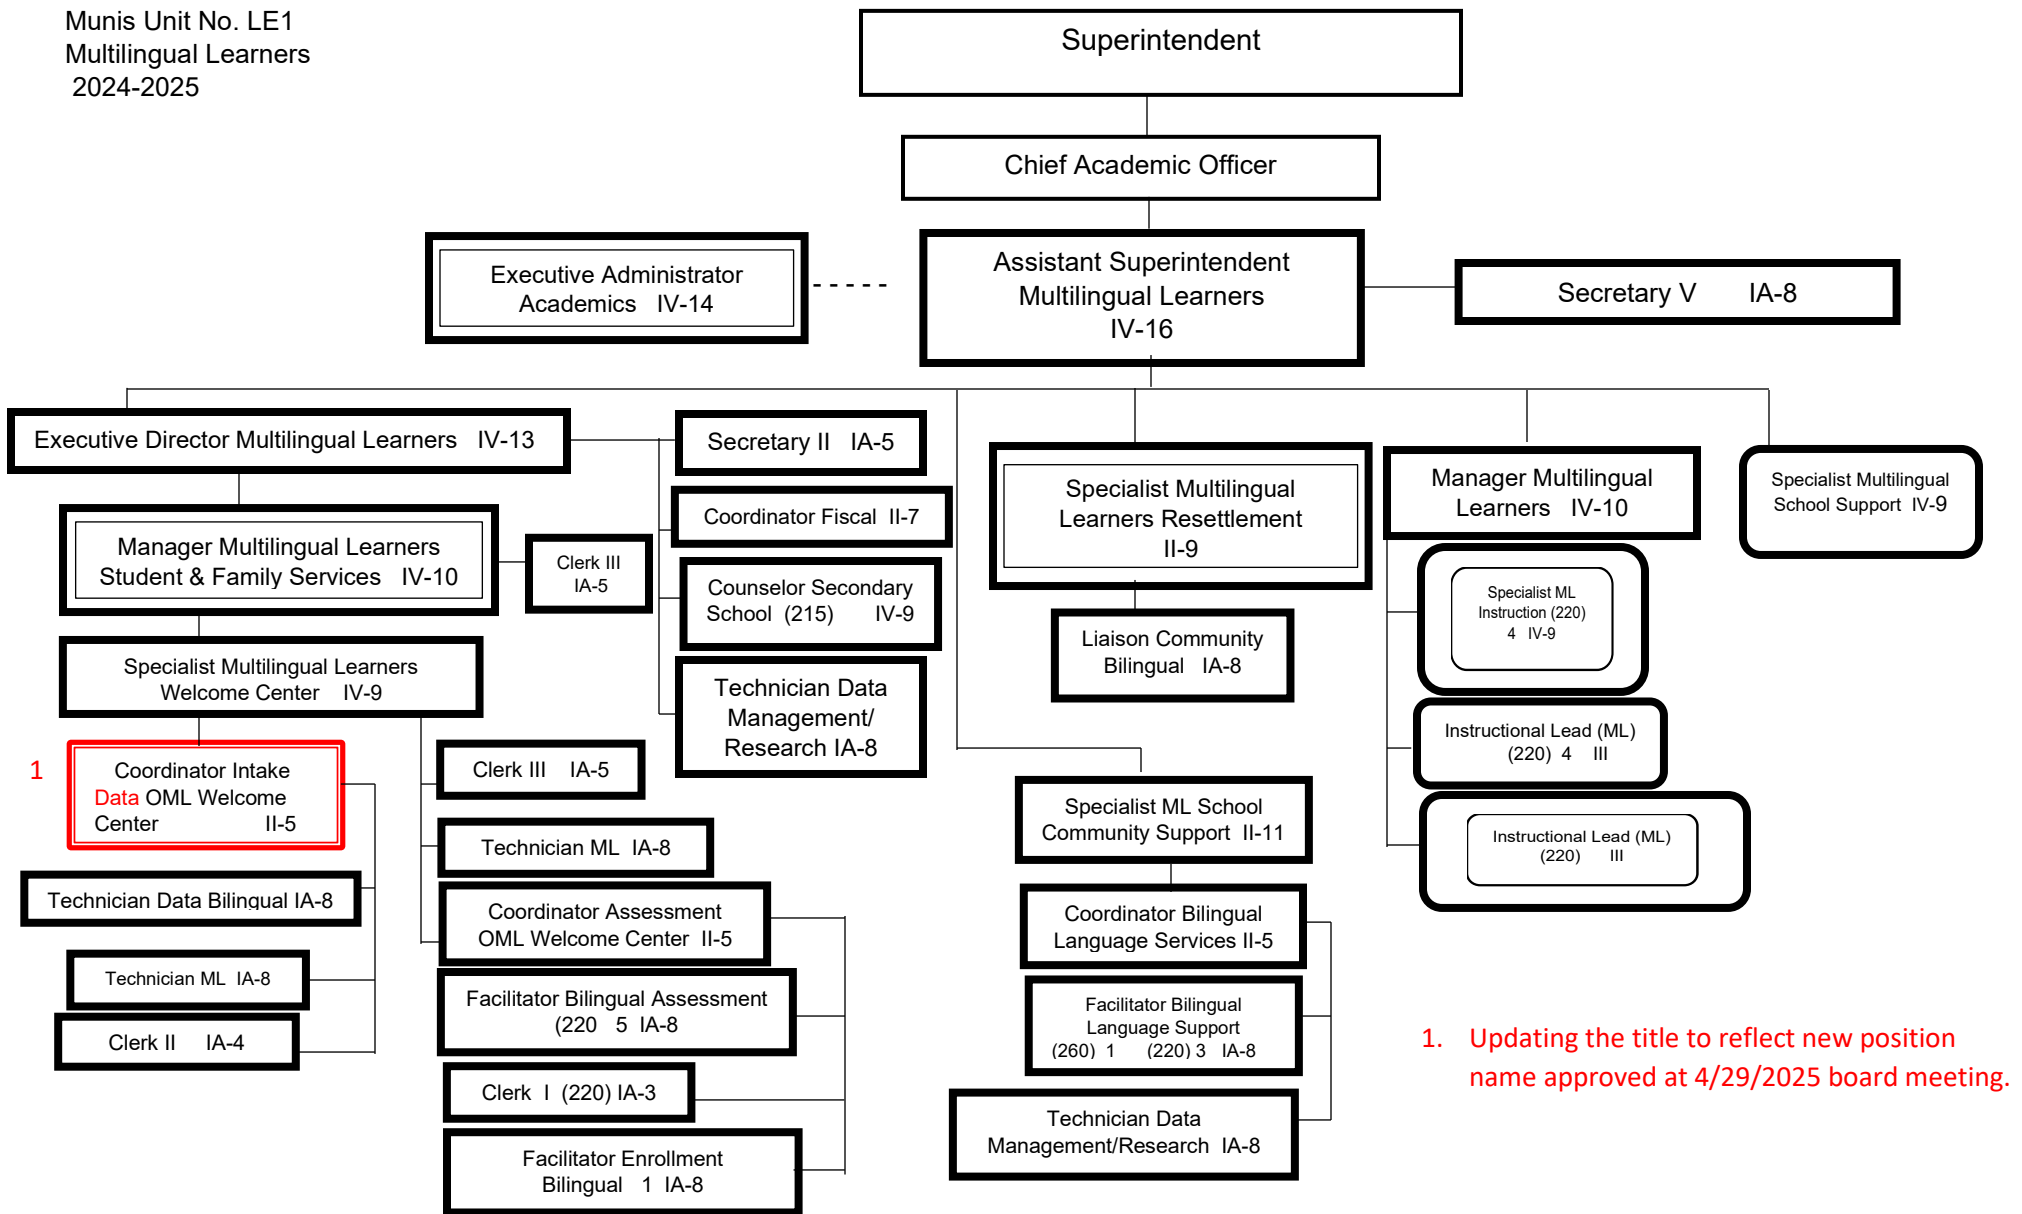 Munis Unit No. LE1
Multilingual Learners
2024-2025
Superintendent
Chief Academic Officer
Executive Administrator
Academics IV-14
Assistant Superintendent
Multilingual Learners
IV-16
Secretary V IA-8
Executive Director Multilingual Learners IV-13
Secretary II IA-5
Coordinator Fiscal II-7
Counselor Secondary
School (215) IV-9
Technician Data
Management/
Research IA-8
Manager Multilingual Learners
Student & Family Services IV-10
Clerk III
IA-5
Specialist Multilingual Learners
Welcome Center IV-9
1
Coordinator Intake
Data OML Welcome
Center II-5
Technician Data Bilingual IA-8
Technician ML IA-8
Clerk II IA-4
Clerk III IA-5
Technician ML IA-8
Coordinator Assessment
OML Welcome Center II-5
Facilitator Bilingual Assessment
(220 5 IA-8
Clerk I (220) IA-3
Facilitator Enrollment
Bilingual 1 IA-8
Specialist Multilingual
Learners Resettlement
II-9
Liaison Community
Bilingual IA-8
Specialist ML School
Community Support II-11
Coordinator Bilingual
Language Services II-5
Facilitator Bilingual
Language Support
(260) 1 (220) 3 IA-8
Technician Data
Management/Research IA-8
Manager Multilingual
Learners IV-10
Specialist ML
Instruction (220)
4 IV-9
Instructional Lead (ML)
(220) 4 III
Instructional Lead (ML)
(220) III
Specialist Multilingual
School Support IV-9
1. Updating the title to reflect new position
name approved at 4/29/2025 board meeting.